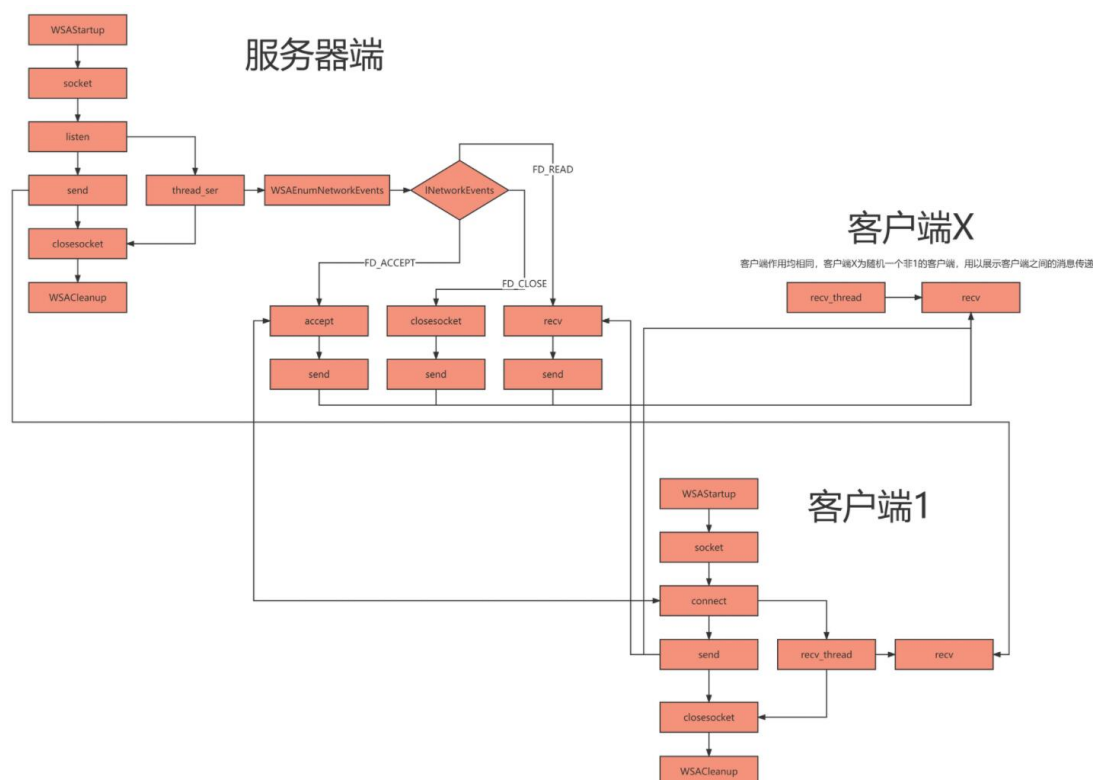 服务器端
WSAStartup
socket
listen
send
closesocket
WSACleanup
thread_ser
WSAEnumNetworkEvents
lNetworkEvents
FD_READ
FD_ACCEPT
FD_CLOSE
accept
closesocket
recv
send
send
send
客户端X
客户端作用均相同，客户端X为随机一个非1的客户端，用以展示客户端之间的消息传递
recv_thread
recv
客户端1
WSAStartup
socket
connect
send
recv_thread
recv
closesocket
WSACleanup